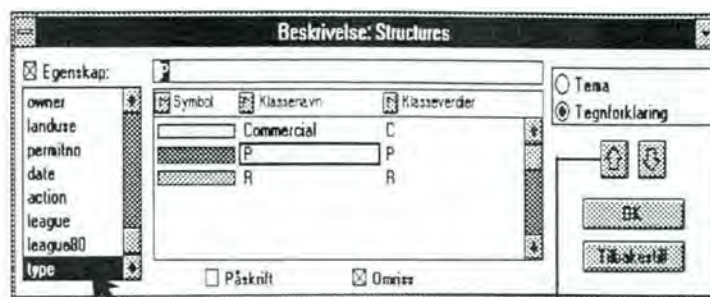 Beskrivelse: Structures
Egenskap:
P
Tema
Tegnforklaring
owner
landuse
permitno
date
action
league
league80
type
Symbol Klassenavn Klasseverdier
Commercial C
P P
R R
OK
Tilbakestill
Påskrift Omriss